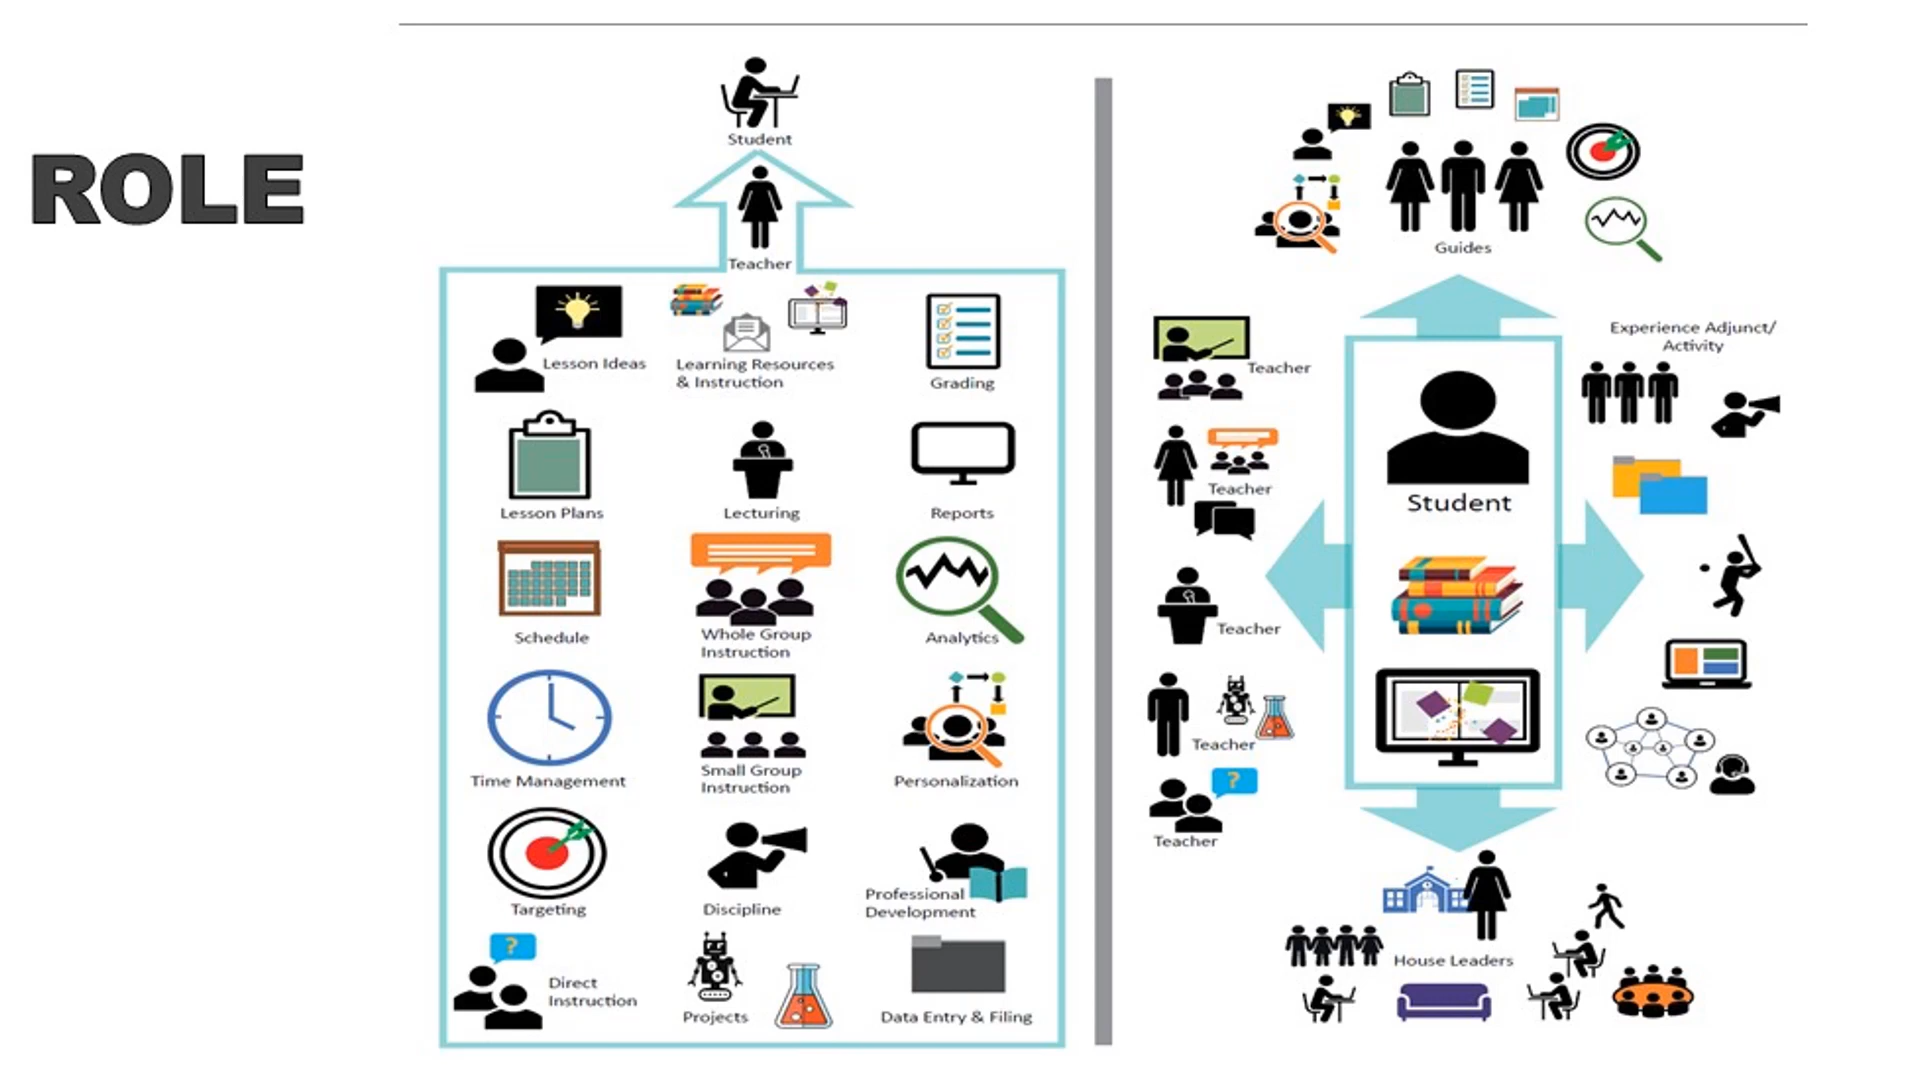 ROLE
Student
Teacher
Lesson Ideas
Learning Resources
& Instruction
Grading
Lesson Plans
Lecturing
Reports
Schedule
Whole Group
Instruction
Analytics
Time Management
Small Group
Instruction
Personalization
Targeting
Discipline
Professional
Development
?
Direct
Instruction
Projects
Data Entry & Filing
Guides
Teacher
Teacher
Teacher
Teacher
?
Teacher
Student
Experience Adjunct/
Activity
House Leaders